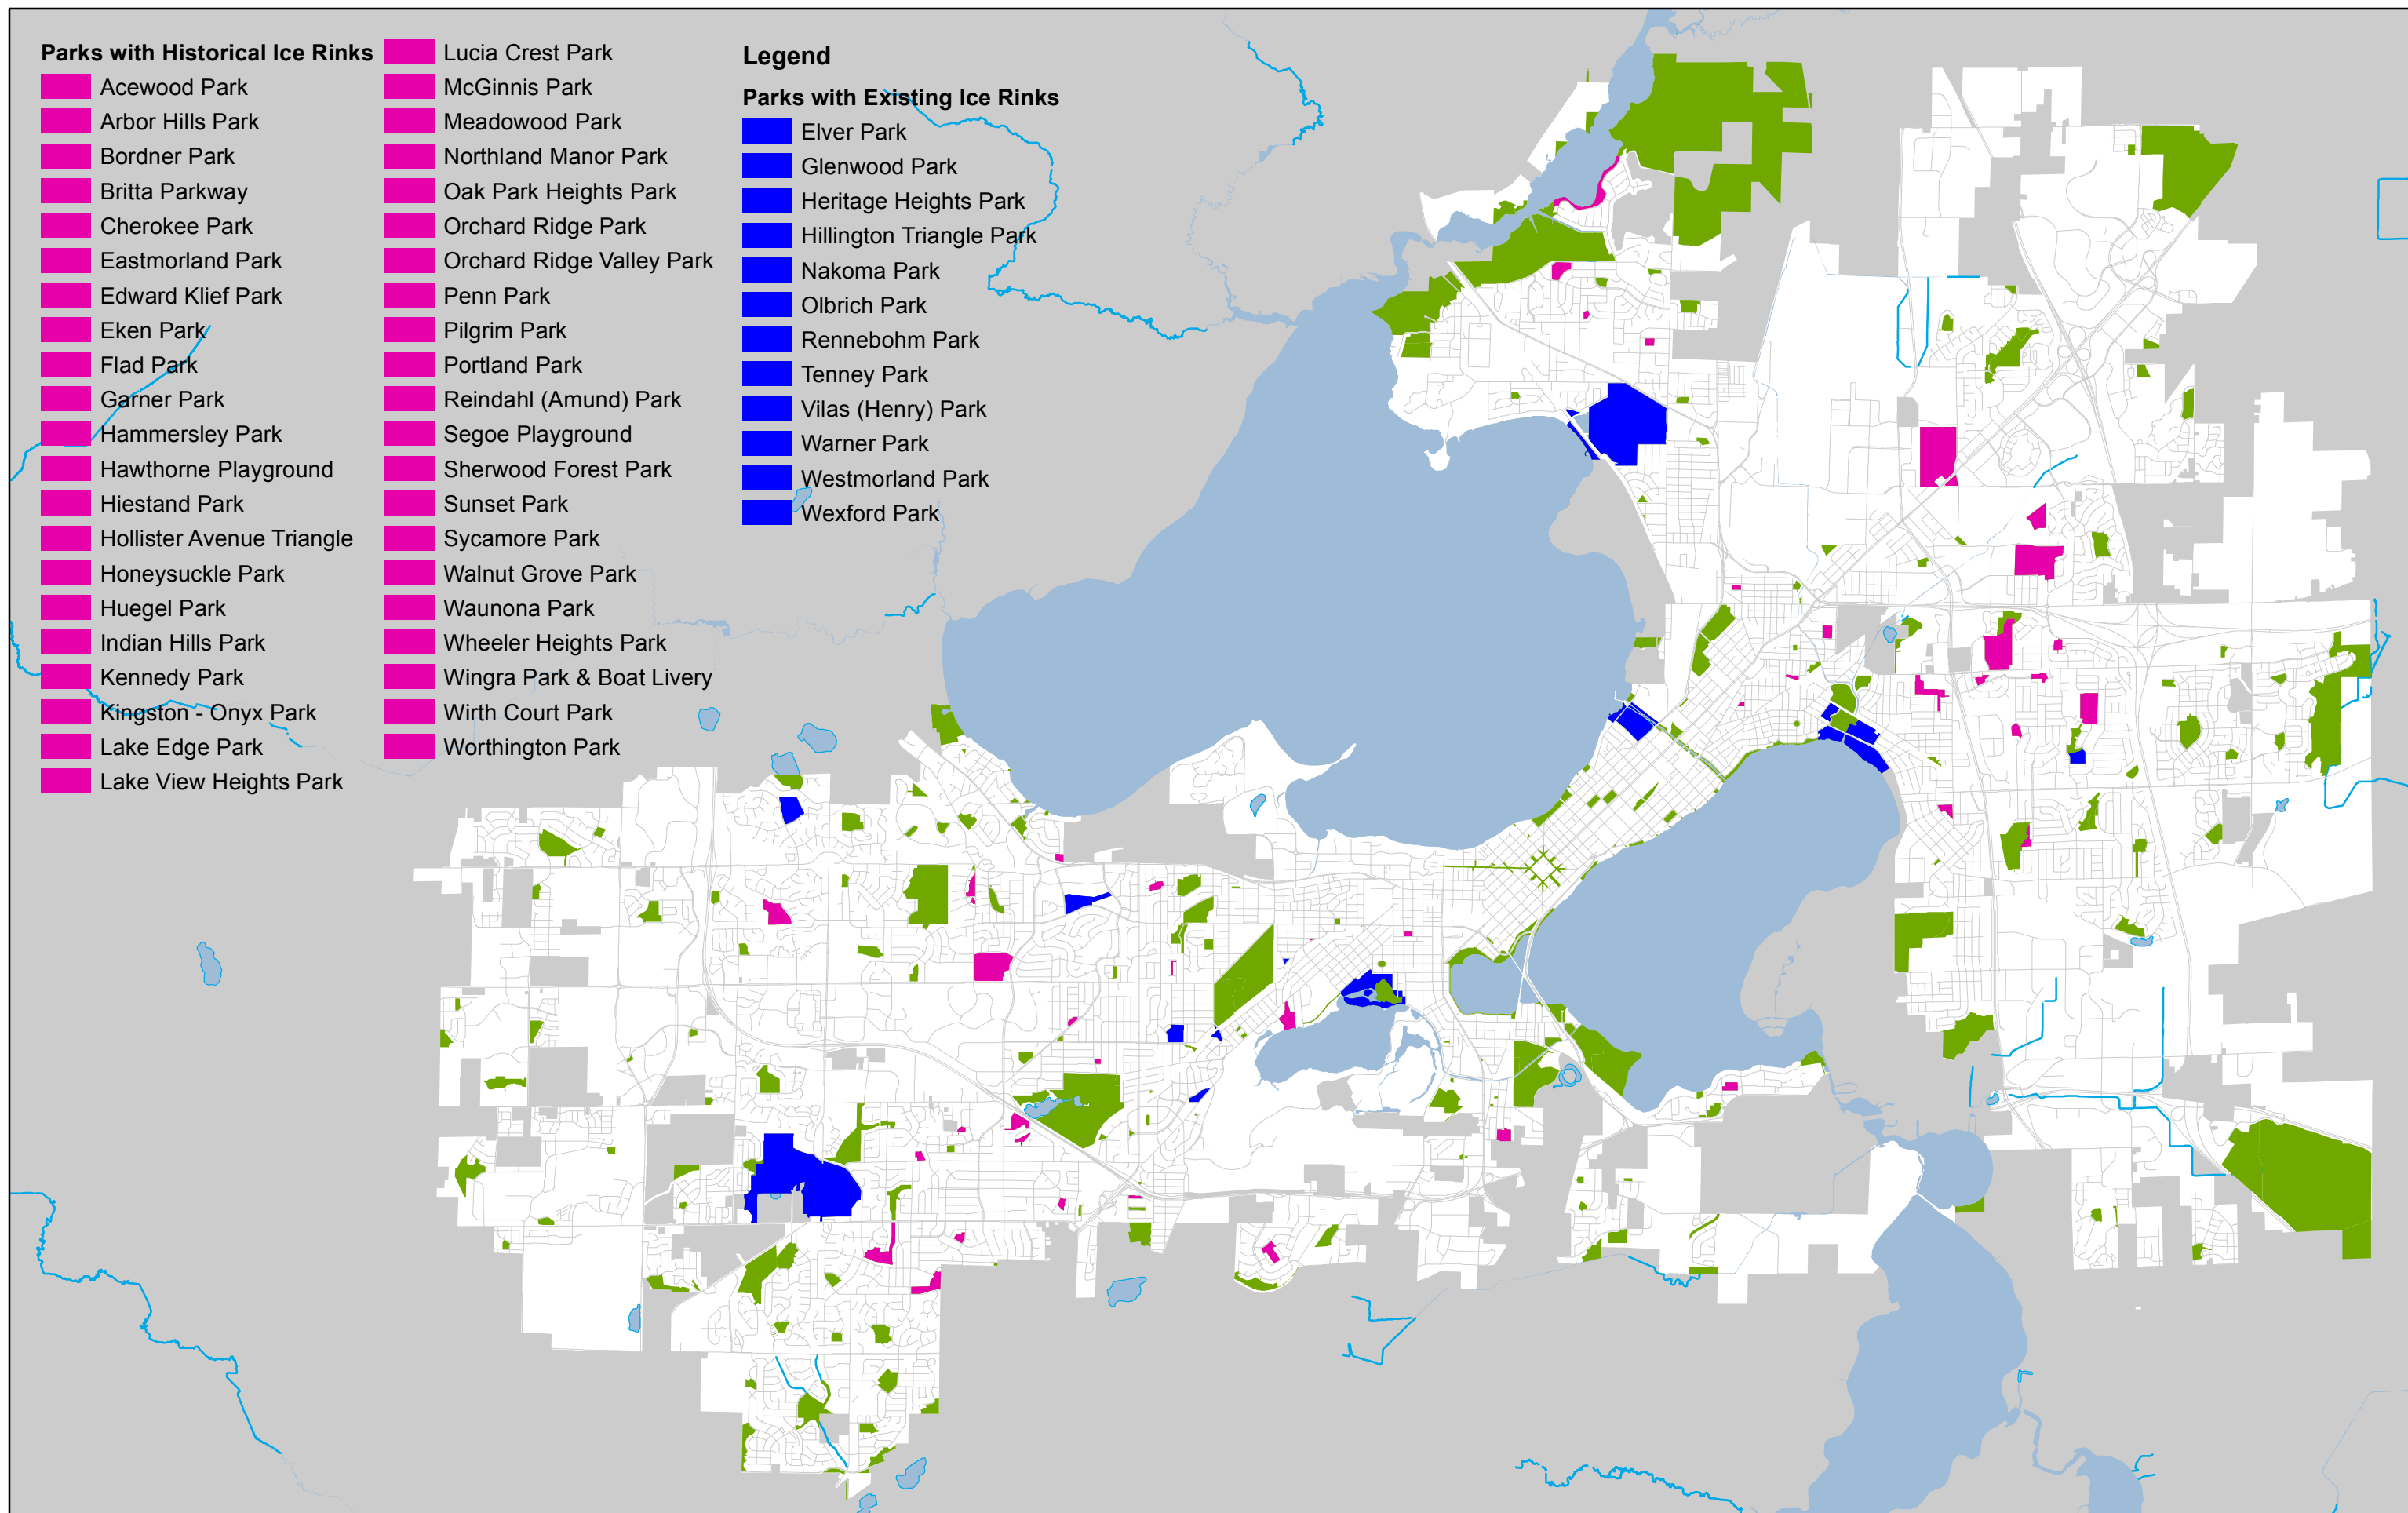 Parks with Historical Ice Rinks
Acewood Park
Arbor Hills Park
Bordner Park
Britta Parkway
Cherokee Park
Eastmorland Park
Edward Klief Park
Eken Park
Flad Park
Garner Park
Hammersley Park
Hawthorne Playground
Hiestand Park
Hollister Avenue Triangle
Honeysuckle Park
Huegel Park
Indian Hills Park
Kennedy Park
Kingston - Onyx Park
Lake Edge Park
Lake View Heights Park
Lucia Crest Park
McGinnis Park
Meadowood Park
Northland Manor Park
Oak Park Heights Park
Orchard Ridge Park
Orchard Ridge Valley Park
Penn Park
Pilgrim Park
Portland Park
Reindahl (Amund) Park
Segoe Playground
Sherwood Forest Park
Sunset Park
Sycamore Park
Walnut Grove Park
Waunona Park
Wheeler Heights Park
Wingra Park & Boat Livery
Wirth Court Park
Worthington Park
Legend
Parks with Existing Ice Rinks
Elver Park
Glenwood Park
Heritage Heights Park
Hillington Triangle Park
Nakoma Park
Olbrich Park
Rennebohm Park
Tenney Park
Vilas (Henry) Park
Warner Park
Westmorland Park
Wexford Park